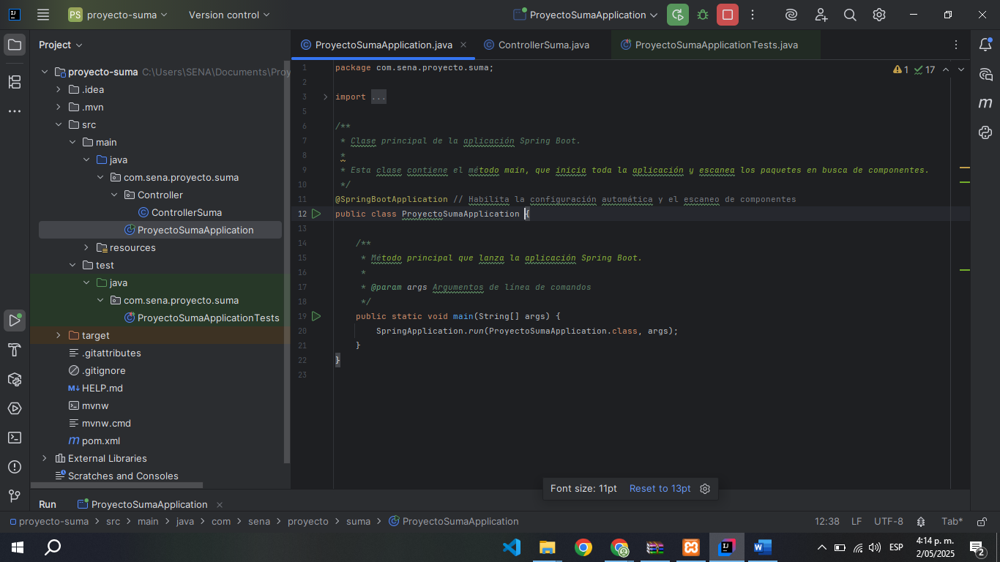 PS proyecto-suma Version control ProyectoSumaApplication
Project
ProyectoSumaApplication.java ControllerSuma.java ProyectoSumaApplicationTests.java
proyecto-suma C:\Users\SENA\Documents\Proy
.idea
.mvn
src
main
java
com.sena.proyecto.suma
Controller
ControllerSuma
ProyectoSumaApplication
resources
test
java
com.sena.proyecto.suma
ProyectoSumaApplicationTests
target
.gitattributes
.gitignore
HELP.md
mvnw
mvnw.cmd
pom.xml
External Libraries
Scratches and Consoles
1 package com.sena.proyecto.suma;
1 17
2
3 import ...
5
6 /**
7 * Clase principal de la aplicación Spring Boot.
8 *
9 * Esta clase contiene el método main, que inicia toda la aplicación y escanea los paquetes en busca de componentes.
10 */
11 @SpringBootApplication // Habilita la configuración automática y el escaneo de componentes
12 public class ProyectoSumaApplication {
13
14 /**
15 * Método principal que lanza la aplicación Spring Boot.
16 *
17 * @param args Argumentos de línea de comandos
18 */
19 public static void main(String[] args) {
20 SpringApplication.run(ProyectoSumaApplication.class, args);
21 }
22 }
23
Font size: 11pt Reset to 13pt
Run ProyectoSumaApplication
proyecto-suma > src > main > java > com > sena > proyecto > suma > ProyectoSumaApplication
12:38 LF UTF-8 Tab*
ESP
4:14 p. m.
2/05/2025
2